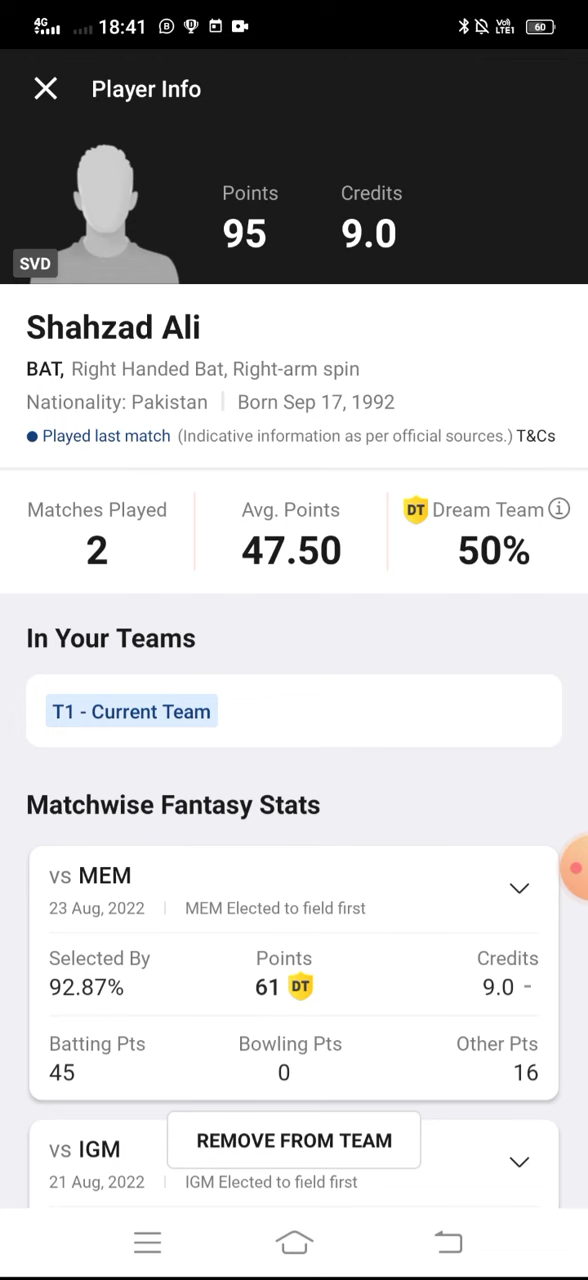 4G 18:41 B D VoD LTE1 60
Player Info
Points Credits
95 9.0
SVD
Shahzad Ali
BAT, Right Handed Bat, Right-arm spin
Nationality: Pakistan | Born Sep 17, 1992
Played last match (Indicative information as per official sources.) T&Cs
Matches Played Avg. Points DT Dream Team i
2 47.50 50%
In Your Teams
T1 - Current Team
Matchwise Fantasy Stats
vs MEM
23 Aug, 2022 | MEM Elected to field first
Selected By Points Credits
92.87% 61 DT 9.0 -
Batting Pts Bowling Pts Other Pts
45 0 16
REMOVE FROM TEAM
vs IGM
21 Aug, 2022 | IGM Elected to field first